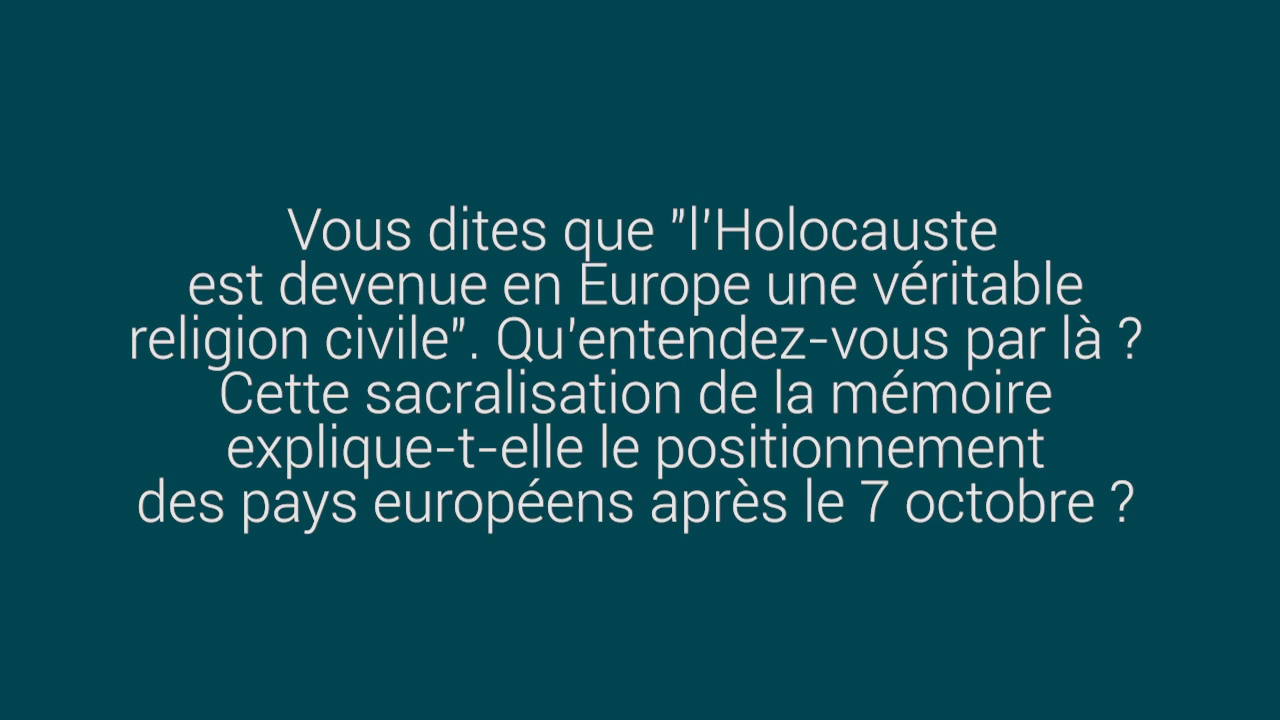 Vous dites que "l'Holocauste
est devenue en Europe une véritable
religion civile". Qu'entendez-vous par là ?
Cette sacralisation de la mémoire
explique-t-elle le positionnement
des pays européens après le 7 octobre ?